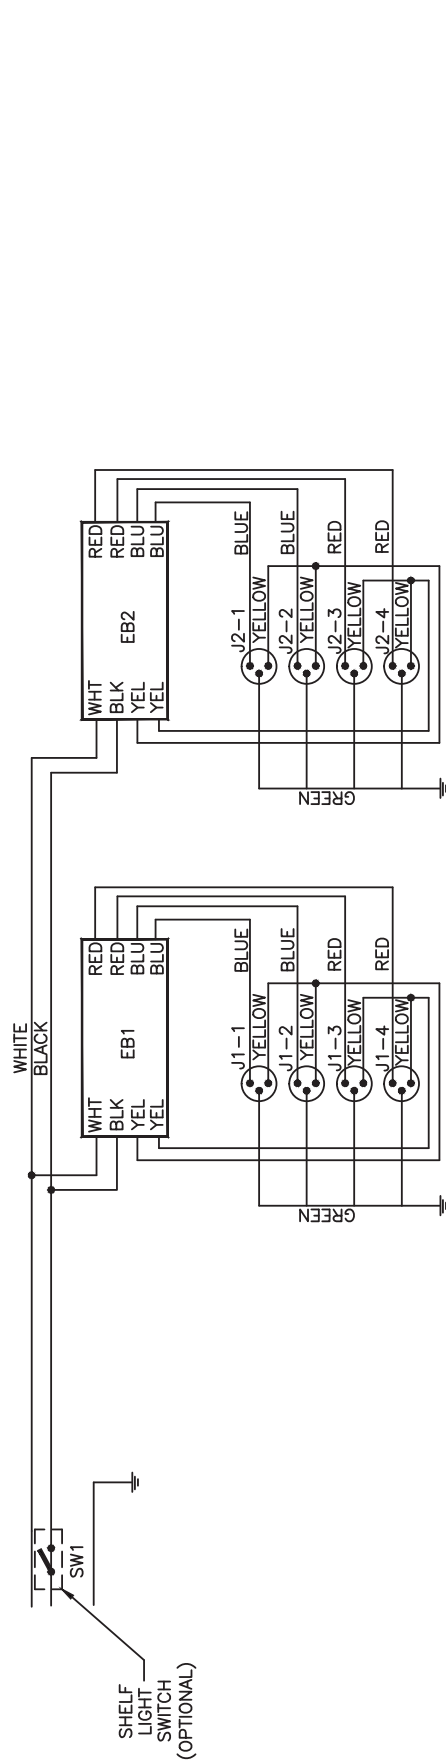 WHITE
BLACK
SHELF
LIGHT
SWITCH
(OPTIONAL)
SW1
EB1
WHT
BLK
YEL
YEL
RED
RED
BLU
BLU
BLUE
BLUE
RED
RED
J1-1
YELLOW
J1-2
YELLOW
J1-3
YELLOW
J1-4
YELLOW
GREEN
EB2
WHT
BLK
YEL
YEL
RED
RED
BLU
BLU
BLUE
BLUE
RED
RED
J2-1
YELLOW
J2-2
YELLOW
J2-3
YELLOW
J2-4
YELLOW
GREEN